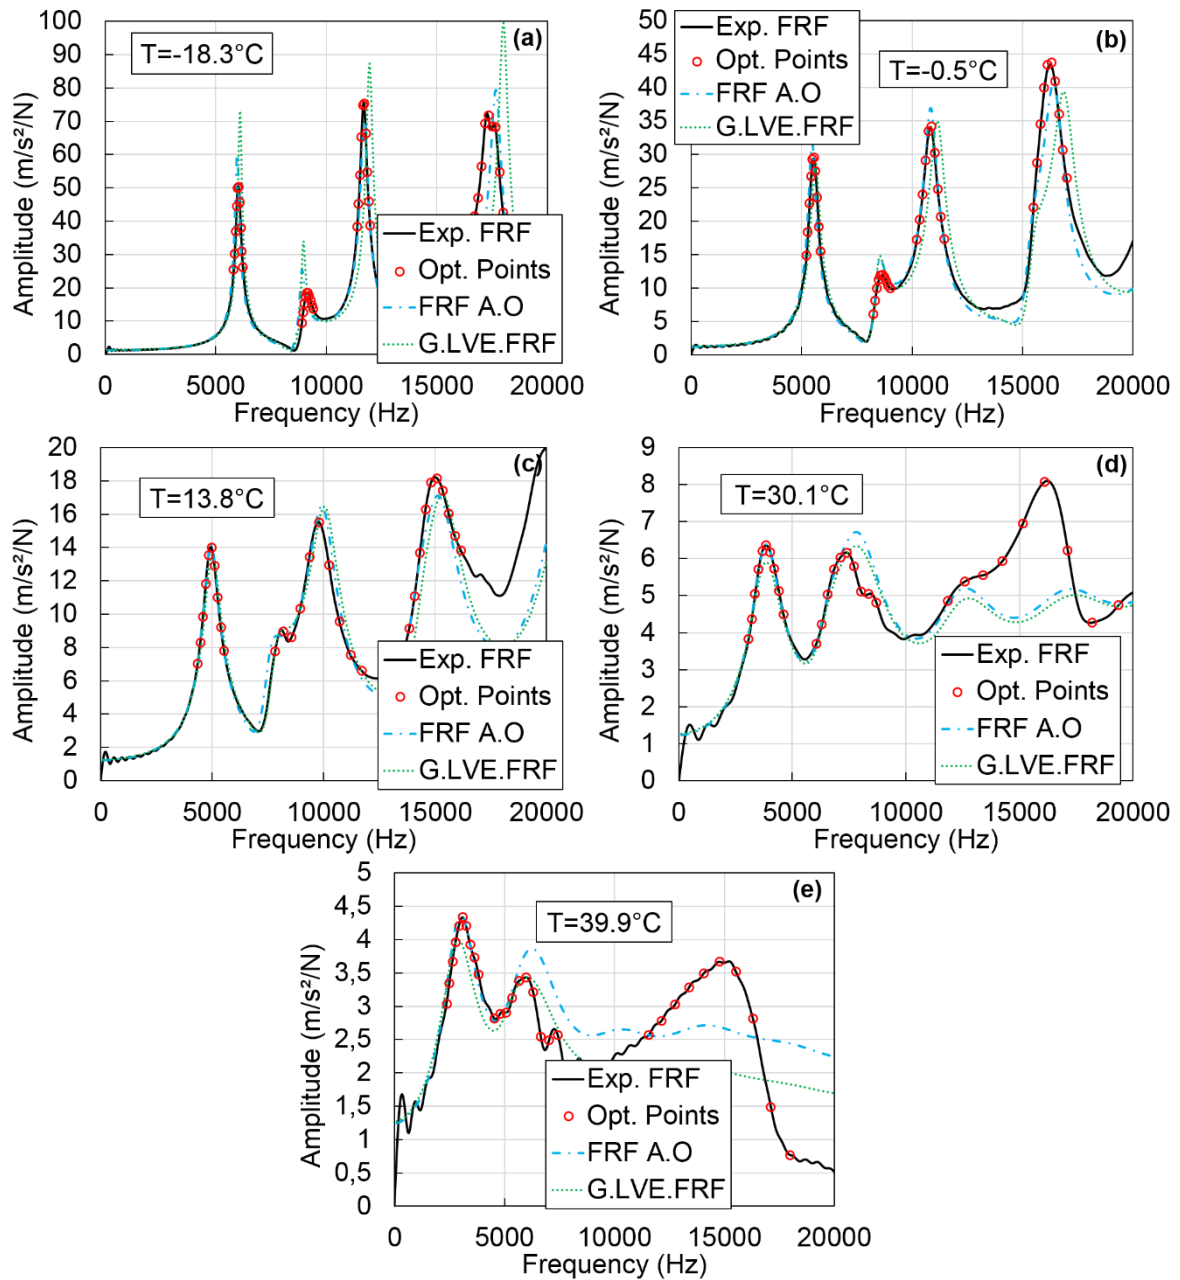 100
90
80
70
60
50
40
30
20
10
0
Amplitude (m/s²/N)
T=-18.3°C
(a)
Exp. FRF
Opt. Points
FRF A.O
G.LVE.FRF
0 5000 10000 15000 20000
Frequency (Hz)
50
45
40
35
30
25
20
15
10
5
0
Amplitude (m/s²/N)
Exp. FRF
Opt. Points
FRF A.O
G.LVE.FRF
T=-0.5°C
(b)
0 5000 10000 15000 20000
Frequency (Hz)
20
18
16
14
12
10
8
6
4
2
0
Amplitude (m/s²/N)
T=13.8°C
(c)
Exp. FRF
Opt. Points
FRF A.O
G.LVE.FRF
0 5000 10000 15000 20000
Frequency (Hz)
9
8
7
6
5
4
3
2
1
0
Amplitude (m/s²/N)
T=30.1°C
(d)
Exp. FRF
Opt. Points
FRF A.O
G.LVE.FRF
0 5000 10000 15000 20000
Frequency (Hz)
5
4,5
4
3,5
3
2,5
2
1,5
1
0,5
0
Amplitude (m/s²/N)
T=39.9°C
(e)
Exp. FRF
Opt. Points
FRF A.O
G.LVE.FRF
0 5000 10000 15000 20000
Frequency (Hz)